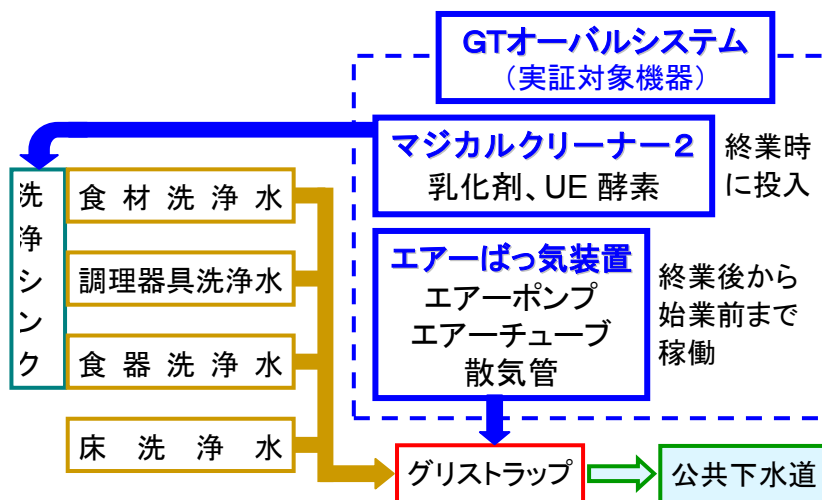 GTオーバルシステム
（実証対象機器）
マジカルクリーナー2
乳化剤、UE 酵素
終業時
に投入
洗浄シンク
食材洗浄水
調理器具洗浄水
食器洗浄水
床洗浄水
エアーばっ気装置
エアーポンプ
エアーチューブ
散気管
終業後から
始業前まで
稼働
グリストラップ
公共下水道